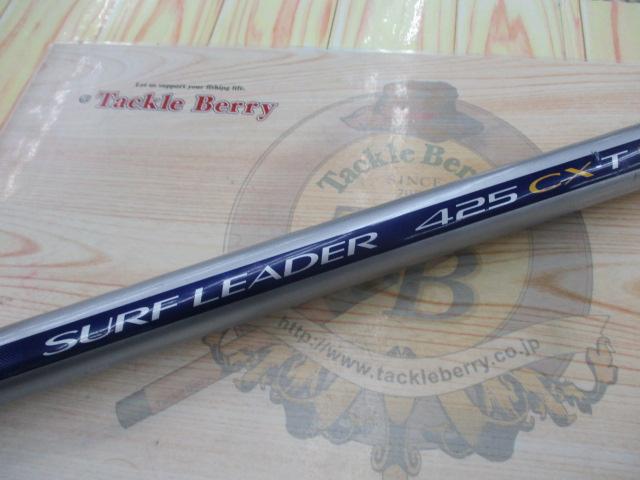 Let us support your fishing life.
@ Tackle Berry
Tackle Berry
SINCE
TB
SURF LEADER 425 CX·T
http://www.tackleberry.co.jp